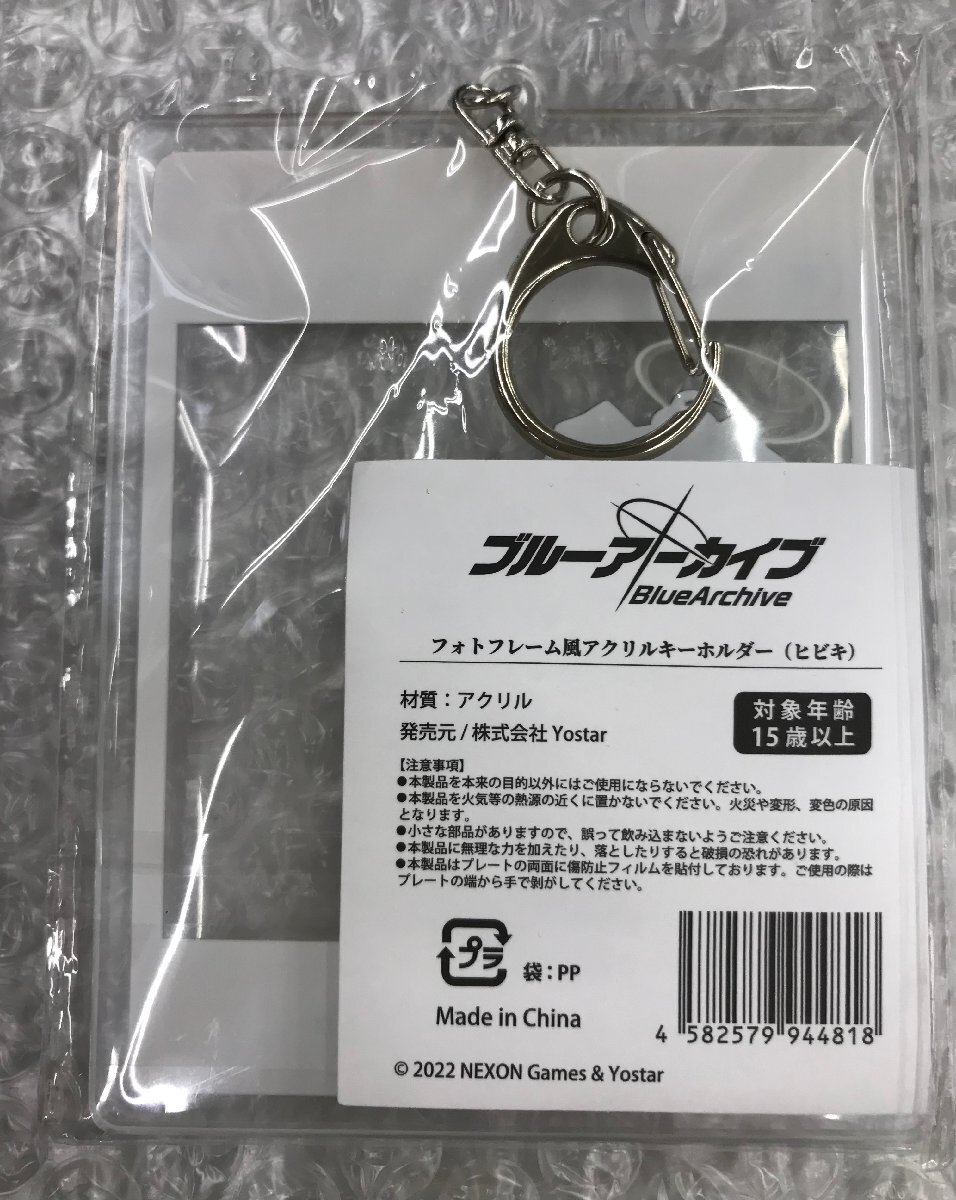 ブルーアーカイブ
BlueArchive
フォトフレーム風アクリルキーホルダー（ヒビキ）
材質：アクリル
発売元 / 株式会社 Yostar
対象年齢
15歳以上
【注意事項】
●本製品を本来の目的以外にはご使用にならないでください。
●本製品を火気等の熱源の近くに置かないでください。火災や変形、変色の原因
となります。
●小さな部品がありますので、誤って飲み込まないようご注意ください。
●本製品に無理な力を加えたり、落としたりすると破損の恐れがあります。
●本製品はプレートの両面に傷防止フィルムを貼付しております。ご使用の際は
プレートの端から手で剥がしてください。
プラ
袋：PP
Made in China
4 582579 944818
© 2022 NEXON Games & Yostar